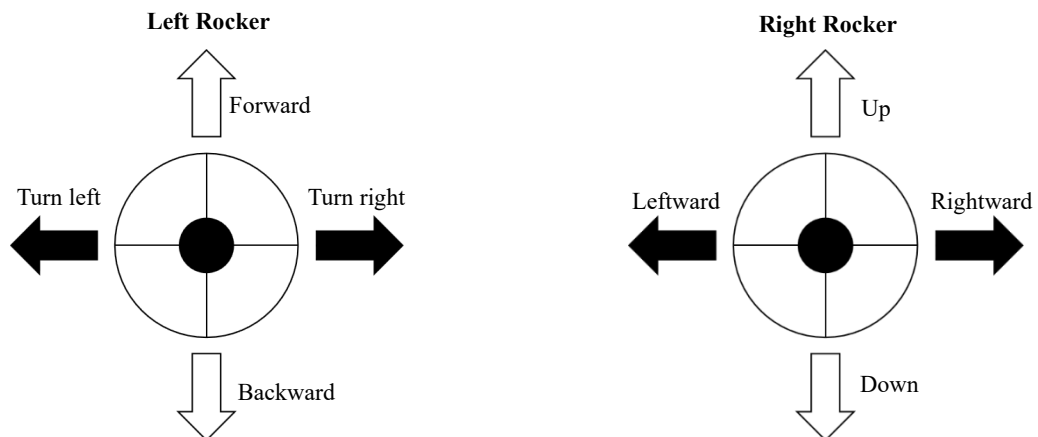 Left Rocker
Forward
Turn left
Turn right
Backward
Right Rocker
Up
Leftward
Rightward
Down